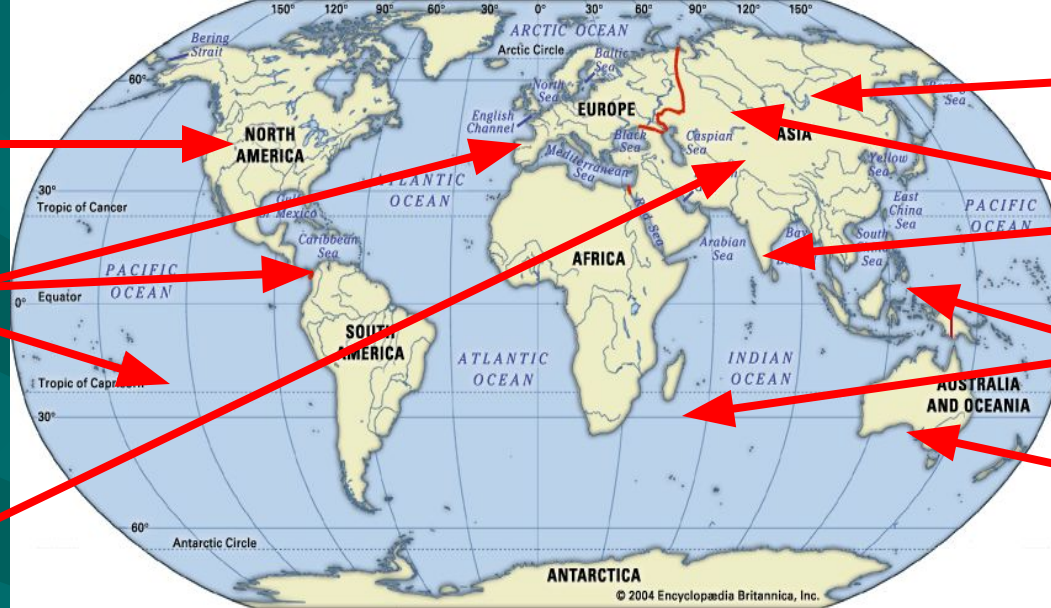 150° 120° 90° 60° 30° 0° 30° 60° 90° 120° 150°
Bering
Strait
ARCTIC OCEAN
Arctic Circle
Baltic
Sea
60°
North
Sea
EUROPE
Sea
English
Channel
NORTH
AMERICA
Black
Sea
Caspian
Sea
ASIA
Mediterranean
Sea
Yellow
Sea
ATLANTIC
OCEAN
30°
Tropic of Cancer
Gulf
of Mexico
Red Sea
East
China
Sea
PACIFIC
OCEAN
Caribbean
Sea
Arabian
Sea
Bay
South
China
Sea
AFRICA
PACIFIC
OCEAN
0° Equator
SOUTH
AMERICA
ATLANTIC
OCEAN
INDIAN
OCEAN
Tropic of Capricorn
AUSTRALIA
AND OCEANIA
30°
60°
Antarctic Circle
ANTARCTICA
© 2004 Encyclopædia Britannica, Inc.